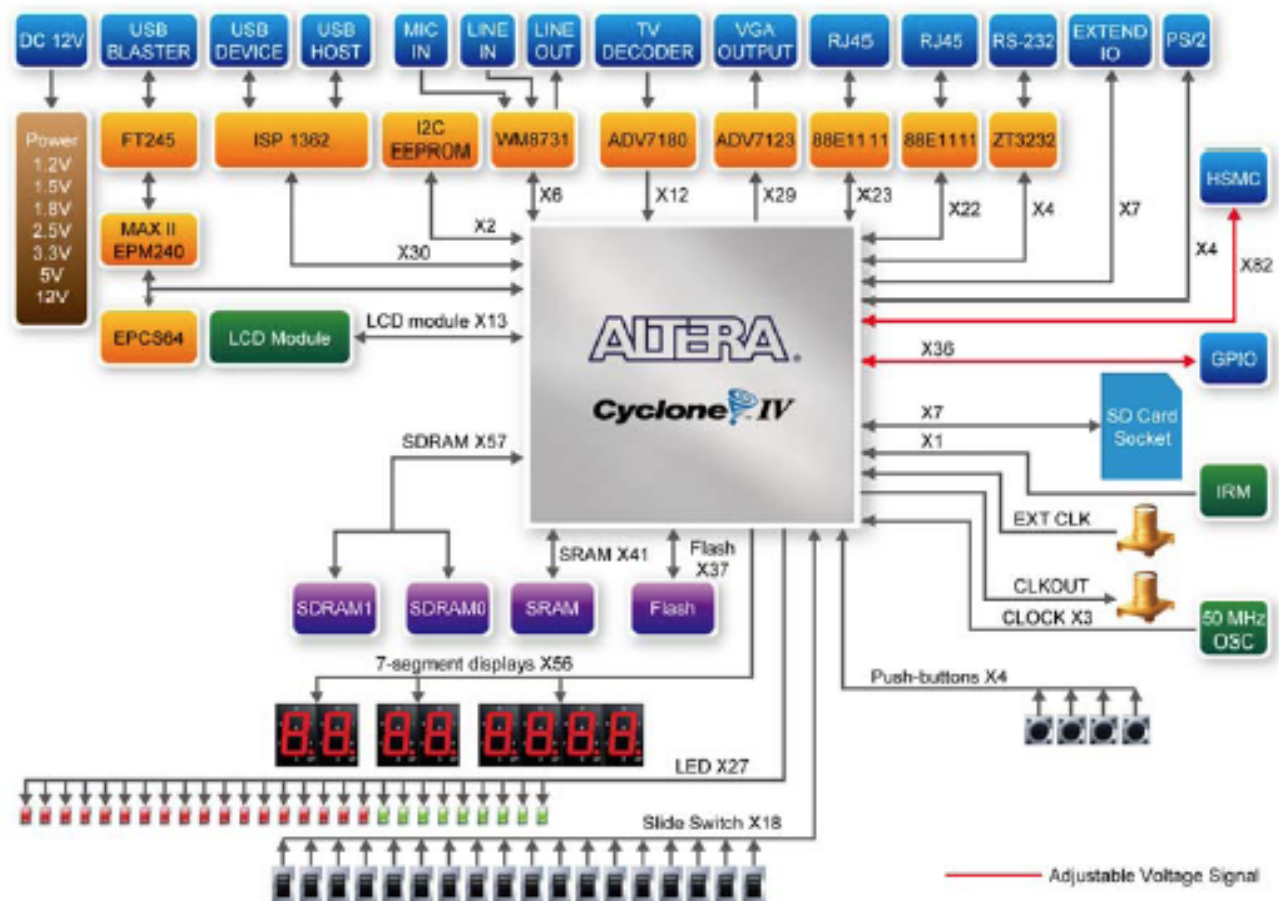 DC 12V
USB
BLASTER
USB
DEVICE
USB
HOST
MIC
IN
LINE
IN
LINE
OUT
TV
DECODER
VGA
OUTPUT
RJ45
RJ45
RS-232
EXTEND
IO
PS/2
Power
1.2V
1.5V
1.8V
2.5V
3.3V
5V
12V
FT245
ISP 1362
I2C
EEPROM
WM8731
ADV7180
ADV7123
88E1111
88E1111
ZT3232
HSMC
X6
X12
X29
X23
X22
X4
X7
X4
X82
MAX II
EPM240
X2
X30
EPCS64
LCD Module
LCD module X13
ALTERA®
Cyclone IV
X36
GPIO
X7
SD Card
Socket
X1
IRM
SDRAM X57
EXT CLK
SRAM X41
Flash
X37
SDRAM1
SDRAM0
SRAM
Flash
CLKOUT
CLOCK X3
50 MHz
OSC
7-segment displays X56
Push-buttons X4
88
88
8888
LED X27
Slide Switch X18
Adjustable Voltage Signal